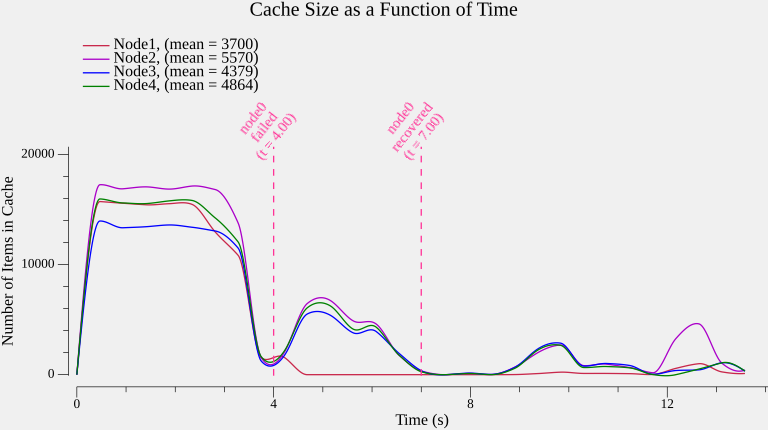 Cache Size as a Function of Time
Node1, (mean = 3700)
Node2, (mean = 5570)
Node3, (mean = 4379)
Node4, (mean = 4864)
node0
failed
(t = 4.00)
node0
recovered
(t = 7.00)
20000
10000
0
Number of Items in Cache
0
4
8
12
Time (s)